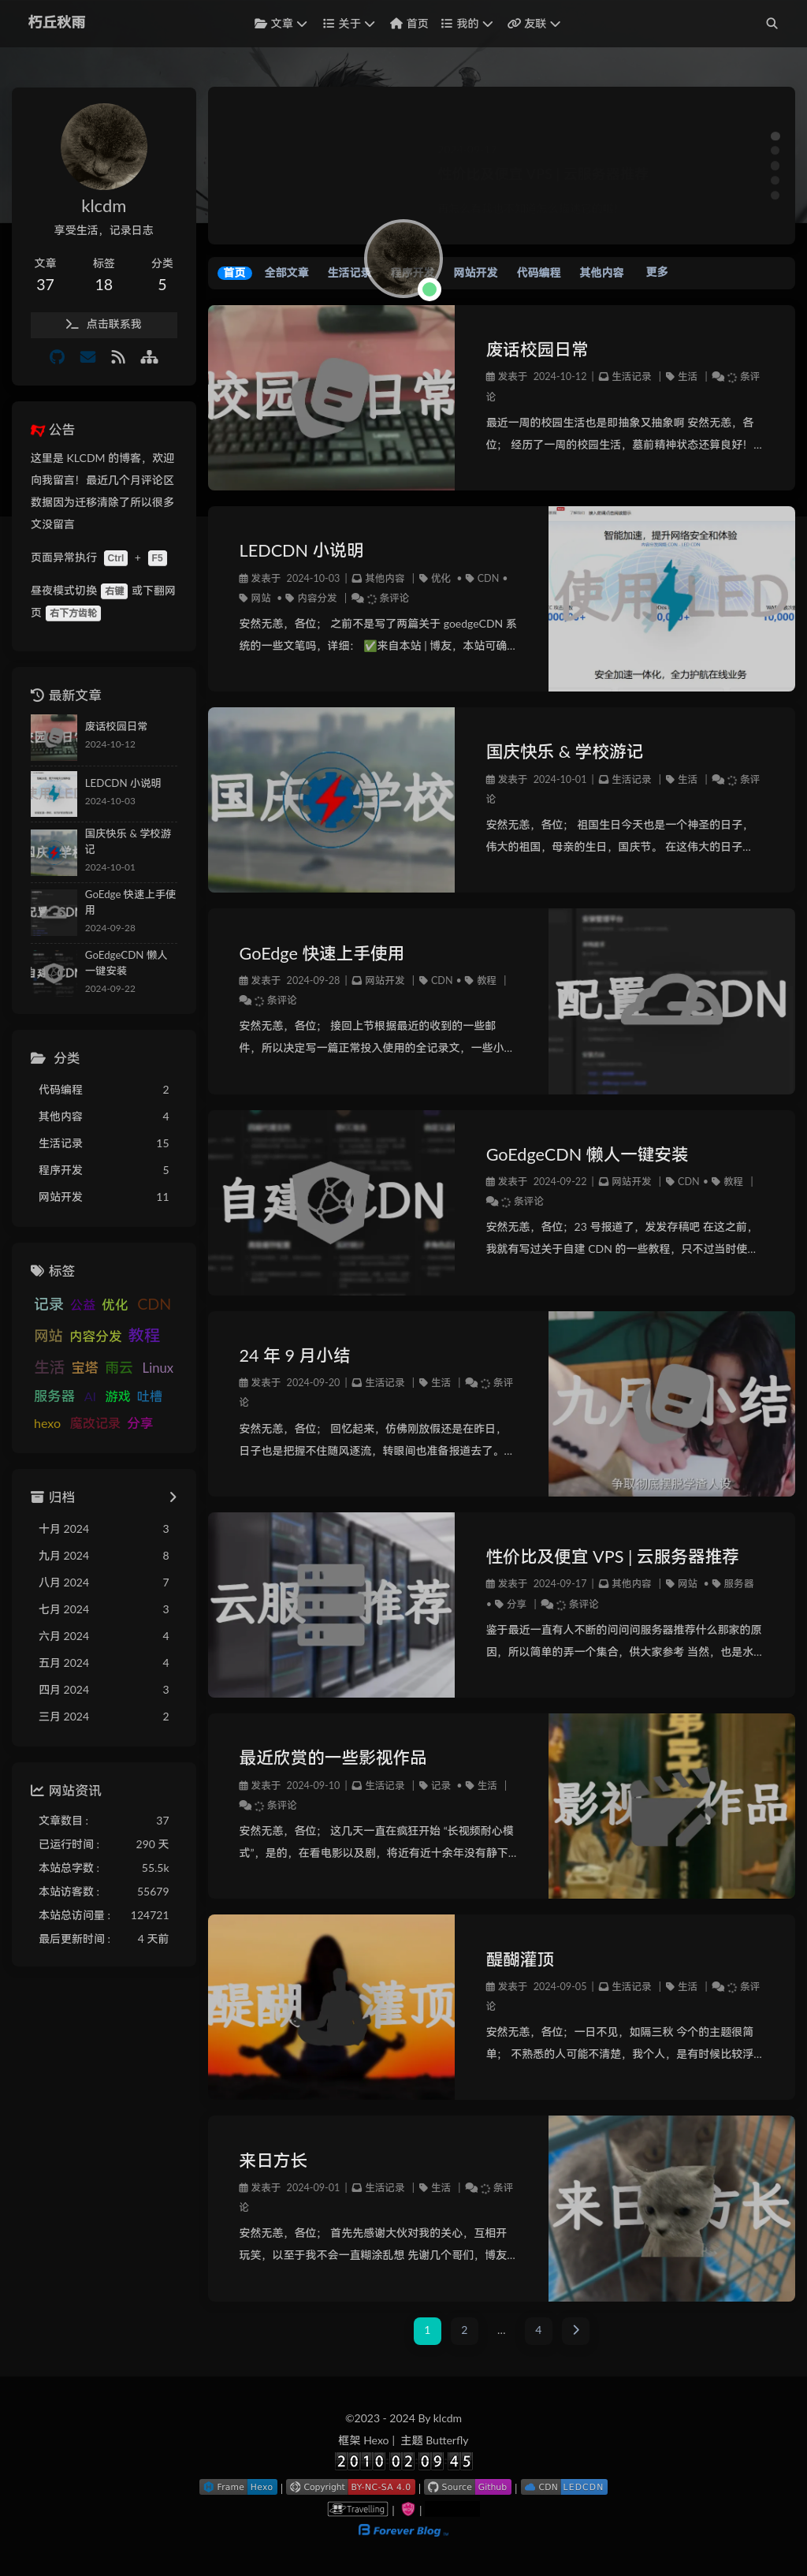 朽丘秋雨
文章 关于 首页 我的 友联
klcdm
享受生活，记录日志
文章 标签 分类
37 18 5
点击联系我
公告
这里是 KLCDM 的博客，欢迎
向我留言！最近几个月评论区
数据因为迁移清除了所以很多
文没留言
页面异常执行 Ctrl + F5
昼夜模式切换 右键 或下翻网
页 右下方齿轮
最新文章
废话校园日常
2024-10-12
LEDCDN 小说明
2024-10-03
国庆快乐 & 学校游
记
2024-10-01
GoEdge 快速上手使
用
2024-09-28
GoEdgeCDN 懒人
一键安装
2024-09-22
分类
代码编程 2
其他内容 4
生活记录 15
程序开发 5
网站开发 11
标签
记录 公益 优化 CDN
网站 内容分发 教程
生活 宝塔 雨云 Linux
服务器 AI 游戏 吐槽
hexo 魔改记录 分享
归档
十月 2024 3
九月 2024 8
八月 2024 7
七月 2024 3
六月 2024 4
五月 2024 4
四月 2024 3
三月 2024 2
网站资讯
文章数目 : 37
已运行时间 : 290 天
本站总字数 : 55.5k
本站访客数 : 55679
本站总访问量 : 124721
最后更新时间 : 4 天前
首页 全部文章 生活记录 程序开发 网站开发 代码编程 其他内容 更多
校园日常
废话校园日常
发表于 2024-10-12 | 生活记录 | 生活 | 条评
论
最近一周的校园生活也是即抽象又抽象啊 安然无恙，各
位； 经历了一周的校园生活，墓前精神状态还算良好！...
LEDCDN 小说明
发表于 2024-10-03 | 其他内容 | 优化 • CDN •
网站 • 内容分发 | 条评论
安然无恙，各位； 之前不是写了两篇关于 goedgeCDN 系
统的一些文笔吗，详细： ✅来自本站 | 博友，本站可确...
智能加速，提升网络安全和体验
使用 LED
安全加速一体化，全力护航在线业务
国庆 学校
国庆快乐 & 学校游记
发表于 2024-10-01 | 生活记录 | 生活 | 条评
论
安然无恙，各位； 祖国生日今天也是一个神圣的日子，
伟大的祖国，母亲的生日，国庆节。 在这伟大的日子...
GoEdge 快速上手使用
发表于 2024-09-28 | 网站开发 | CDN • 教程 |
条评论
安然无恙，各位； 接回上节根据最近的收到的一些邮
件，所以决定写一篇正常投入使用的全记录文，一些小...
配置 CDN
自建 CDN
GoEdgeCDN 懒人一键安装
发表于 2024-09-22 | 网站开发 | CDN • 教程 |
条评论
安然无恙，各位；23 号报道了，发发存稿吧 在这之前，
我就有写过关于自建 CDN 的一些教程，只不过当时使...
24 年 9 月小结
发表于 2024-09-20 | 生活记录 | 生活 | 条评
论
安然无恙，各位； 回忆起来，仿佛刚放假还是在昨日，
日子也是把握不住随风逐流，转眼间也准备报道去了。...
九月 小结
争取彻底摆脱学渣人设
云服 推荐
性价比及便宜 VPS | 云服务器推荐
发表于 2024-09-17 | 其他内容 | 网站 • 服务器
• 分享 | 条评论
鉴于最近一直有人不断的问问问服务器推荐什么那家的原
因，所以简单的弄一个集合，供大家参考 当然，也是水...
最近欣赏的一些影视作品
发表于 2024-09-10 | 生活记录 | 记录 • 生活 |
条评论
安然无恙，各位； 这几天一直在疯狂开始 “长视频耐心模
式”，是的，在看电影以及剧，将近有近十余年没有静下...
影视 作品
醍醐 灌顶
醍醐灌顶
发表于 2024-09-05 | 生活记录 | 生活 | 条评
论
安然无恙，各位；一日不见，如隔三秋 今个的主题很简
单； 不熟悉的人可能不清楚，我个人，是有时候比较浮...
来日方长
发表于 2024-09-01 | 生活记录 | 生活 | 条评
论
安然无恙，各位； 首先先感谢大伙对我的关心，互相开
玩笑，以至于我不会一直糊涂乱想 先谢几个哥们，博友...
来日 方长
1 2 ... 4
©2023 - 2024 By klcdm
框架 Hexo | 主题 Butterfly
2010 02 09 45
Frame Hexo | Copyright BY-NC-SA 4.0 | Source Github | CDN LEDCDN
Travelling | |
Forever Blog